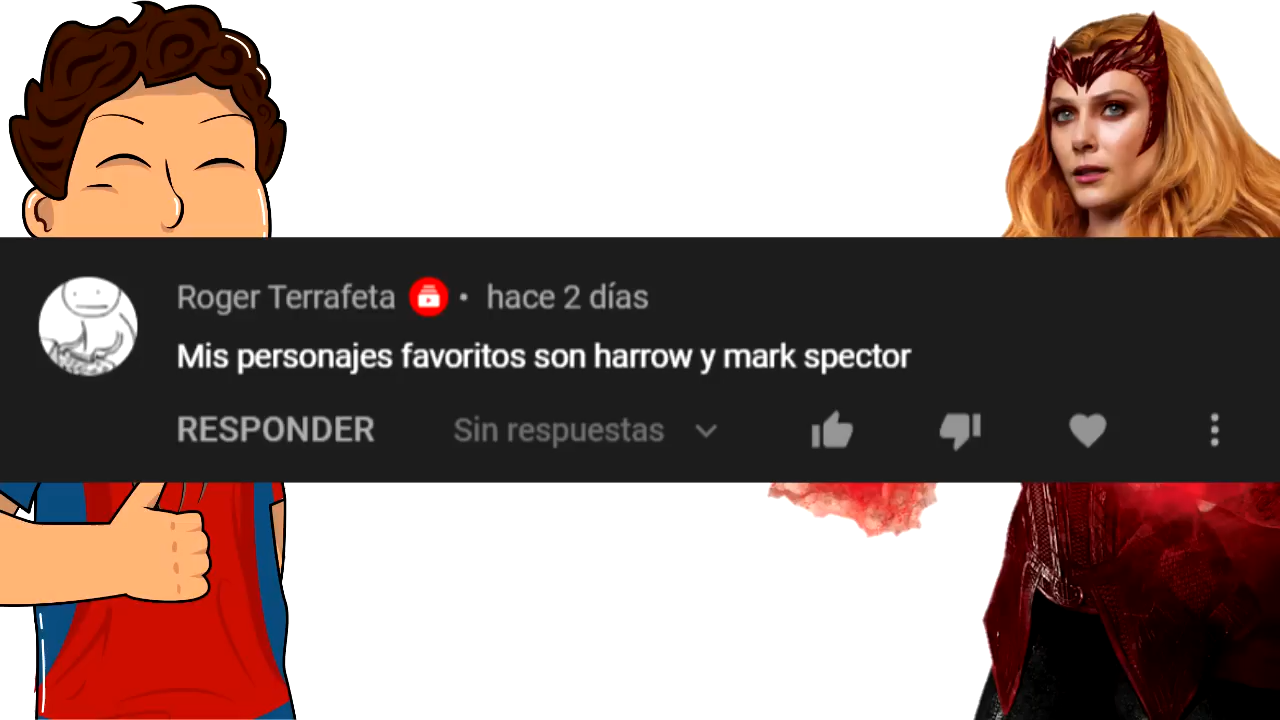 Roger Terrafeta • hace 2 días
Mis personajes favoritos son harrow y mark spector
RESPONDER Sin respuestas